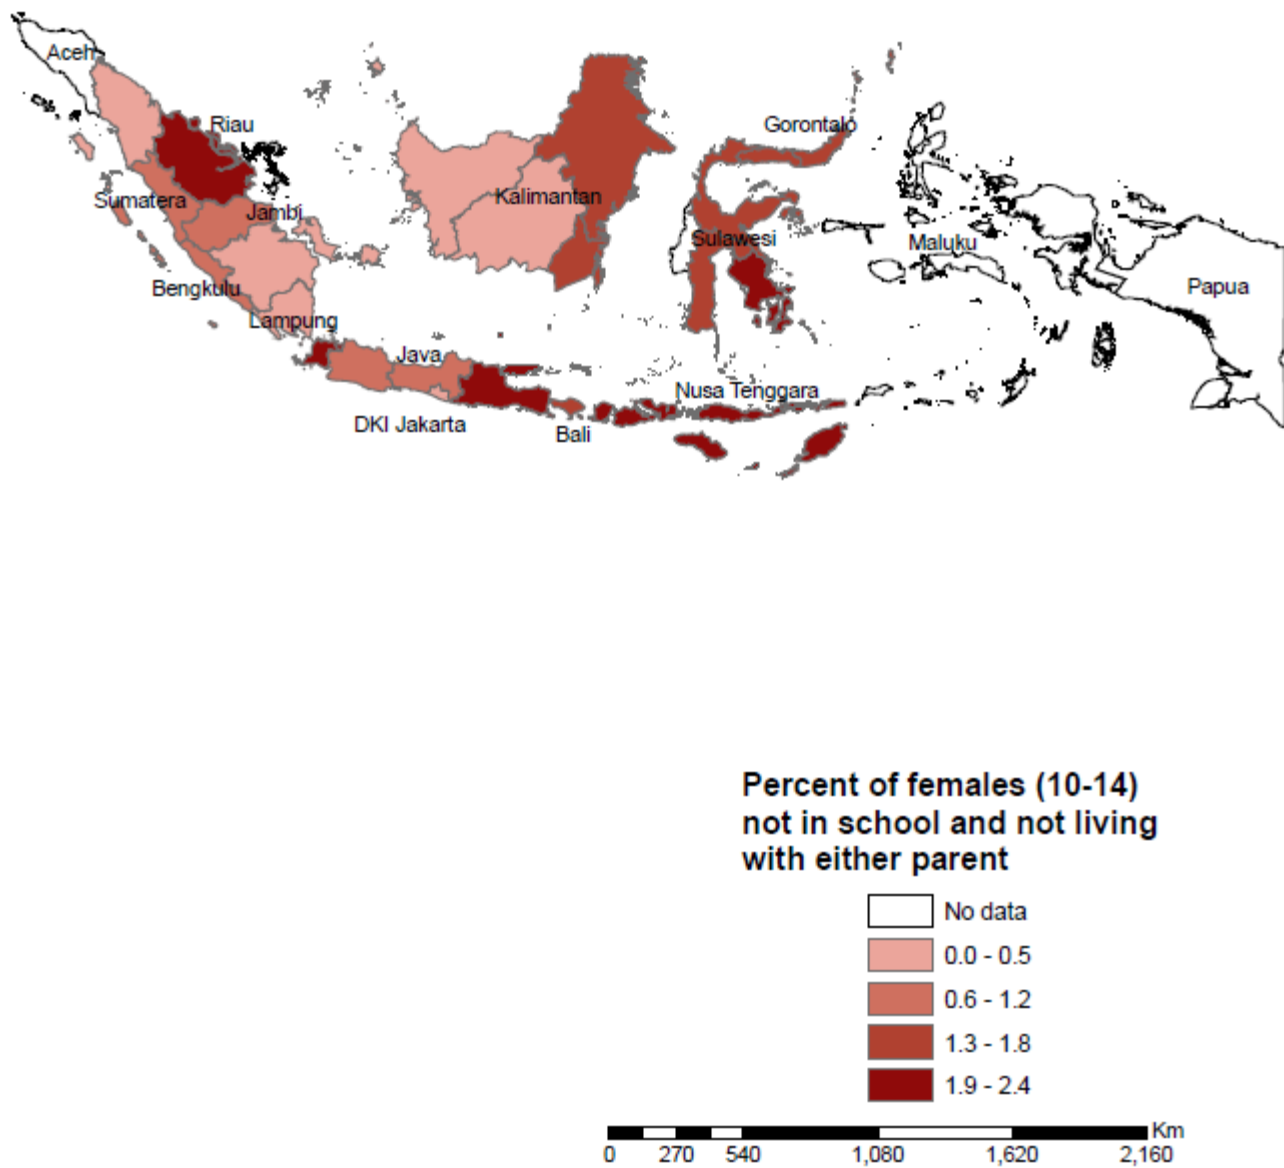 Aceh
Riau
Gorontalo
Sumatera
Jambi
Kalimantan
Sulawesi
Maluku
Papua
Bengkulu
Lampung
Java
Nusa Tenggara
DKI Jakarta
Bali
Percent of females (10-14)
not in school and not living
with either parent
No data
0.0 - 0.5
0.6 - 1.2
1.3 - 1.8
1.9 - 2.4
Km
0 270 540 1,080 1,620 2,160